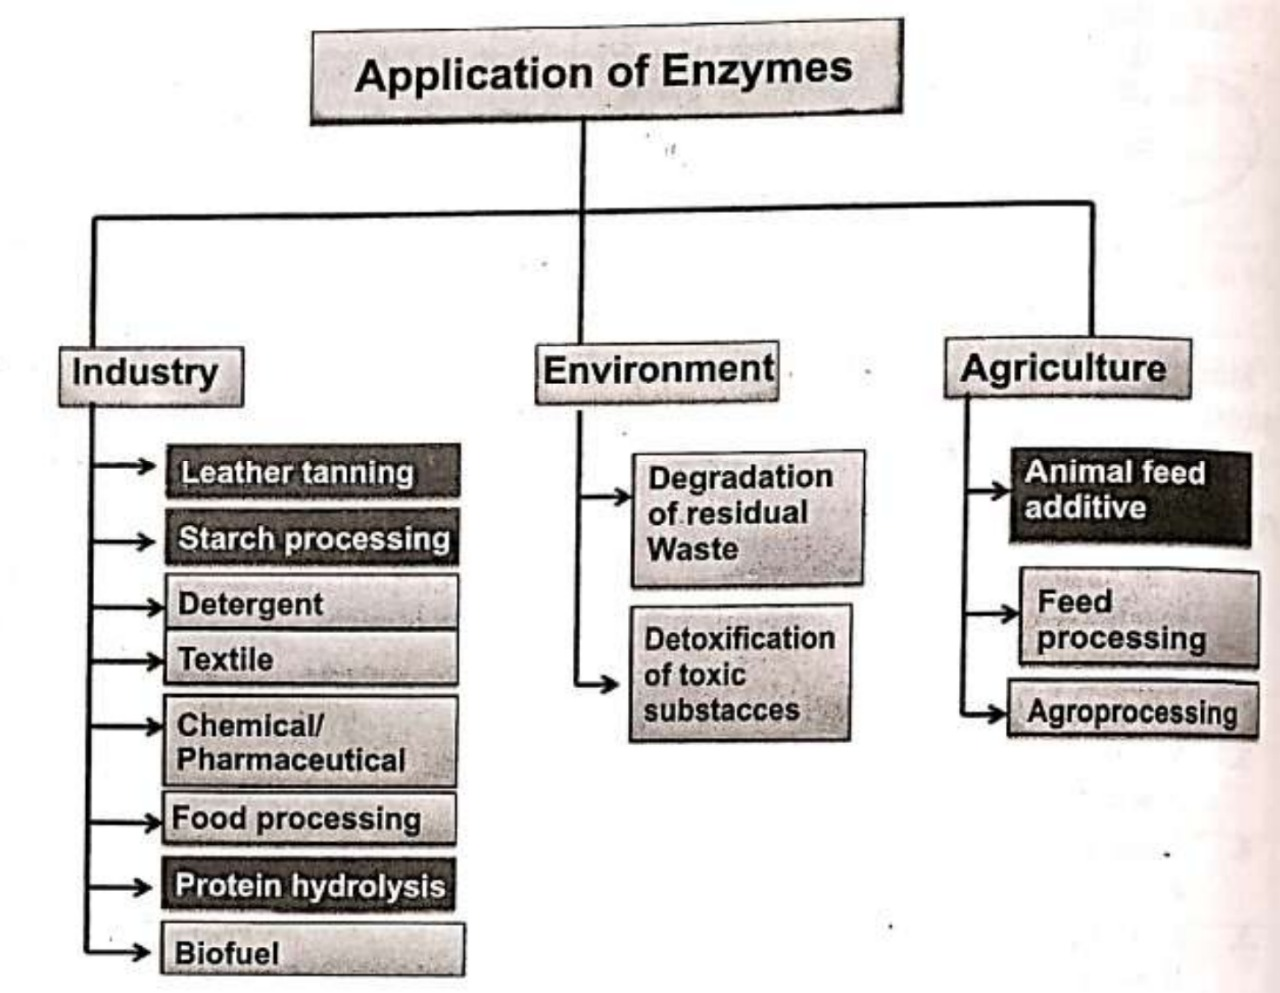 Application of Enzymes
Industry
Leather tanning
Starch processing
Detergent
Textile
Chemical/
Pharmaceutical
Food processing
Protein hydrolysis
Biofuel
Environment
Degradation
of residual
Waste
Detoxification
of toxic
substacces
Agriculture
Animal feed
additive
Feed
processing
Agroprocessing